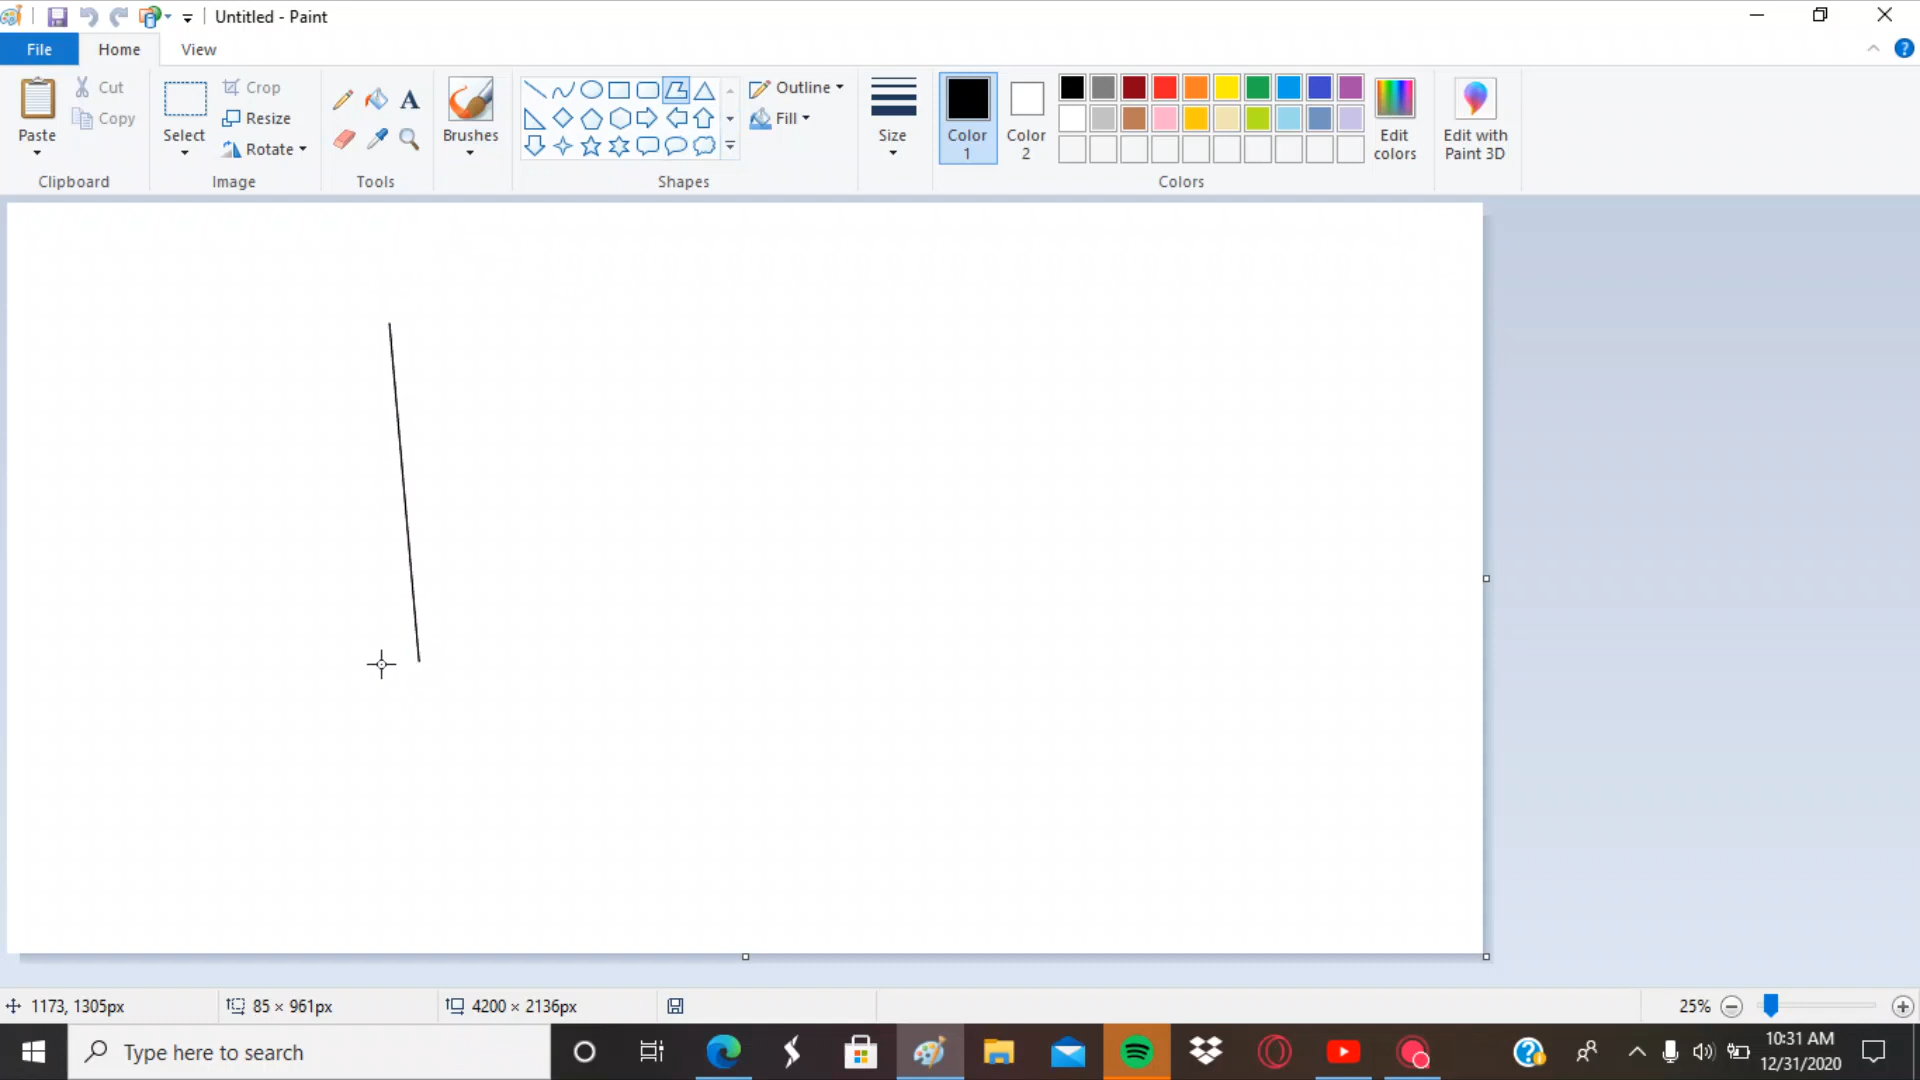 Untitled - Paint
File Home View
Paste
Cut
Copy
Clipboard
Select
Crop
Resize
Rotate
Image
A
Tools
Brushes
Shapes
Outline
Fill
Size
Color 1
Color 2
Edit colors
Colors
Edit with Paint 3D
?
1173, 1305px
85 × 961px
4200 × 2136px
25%
Type here to search
10:31 AM
12/31/2020